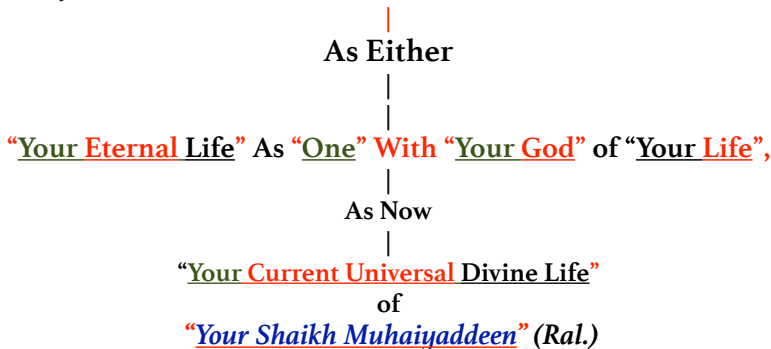 |
As Either
|
|
“Your Eternal Life” As “One” With “Your God” of “Your Life”,
|
As Now
|
“Your Current Universal Divine Life”
of
“Your Shaikh Muhaiyaddeen” (Ral.)